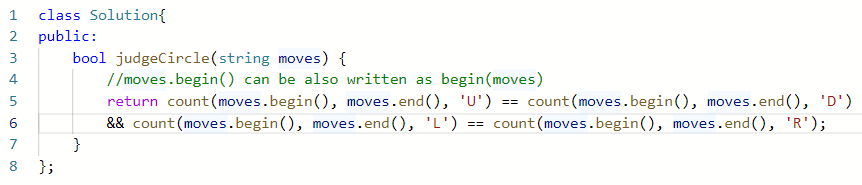 1 class Solution{
2 public:
3     bool judgeCircle(string moves) {
4         //moves.begin() can be also written as begin(moves)
5         return count(moves.begin(), moves.end(), 'U') == count(moves.begin(), moves.end(), 'D')
6         && count(moves.begin(), moves.end(), 'L') == count(moves.begin(), moves.end(), 'R');
7     }
8 };